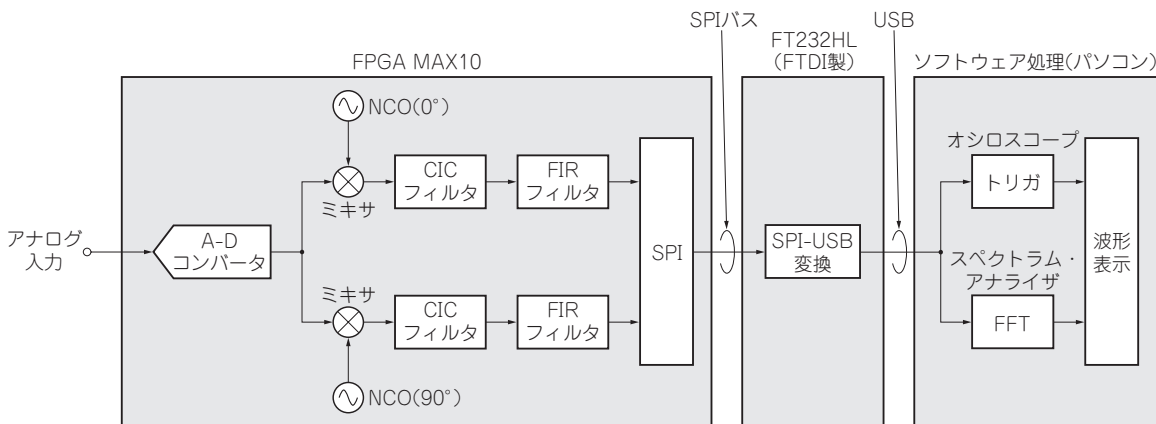 SPIバス
USB
FPGA MAX10
FT232HL
(FTDI製)
ソフトウェア処理(パソコン)
NCO(0°)
ミキサ
CIC
フィルタ
FIR
フィルタ
アナログ
入力
A-D
コンバータ
ミキサ
CIC
フィルタ
FIR
フィルタ
NCO(90°)
SPI
SPI-USB
変換
オシロスコープ
トリガ
スペクトラム・
アナライザ
FFT
波形
表示